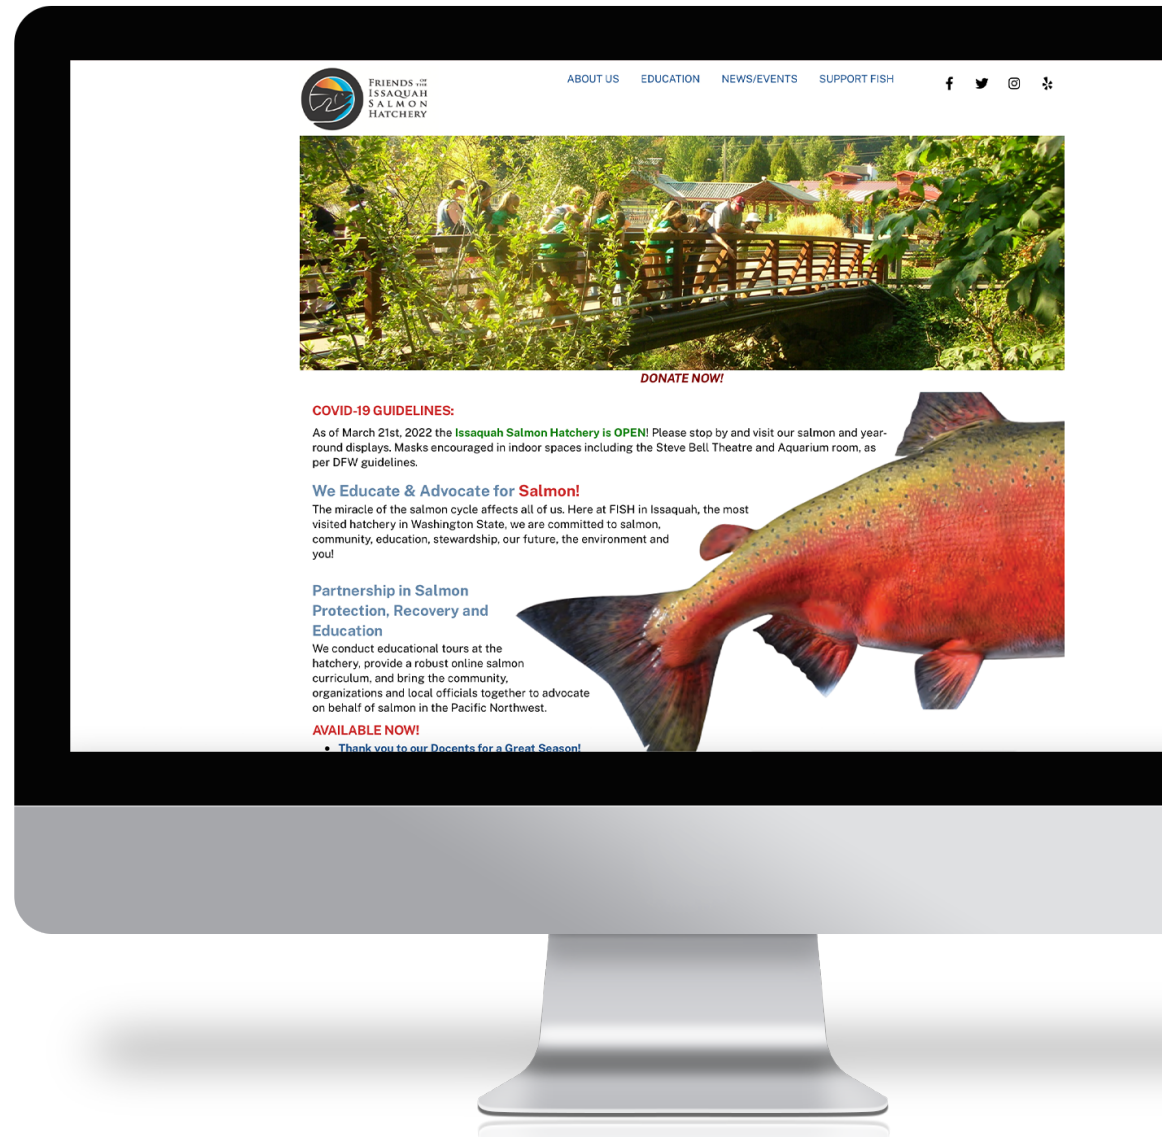 FRIENDS OF THE
ISSAQUAH
SALMON
HATCHERY
ABOUT US EDUCATION NEWS/EVENTS SUPPORT FISH
DONATE NOW!
COVID-19 GUIDELINES:
As of March 21st, 2022 the Issaquah Salmon Hatchery is OPEN! Please stop by and visit our salmon and year-
round displays. Masks encouraged in indoor spaces including the Steve Bell Theatre and Aquarium room, as
per DFW guidelines.
We Educate & Advocate for Salmon!
The miracle of the salmon cycle affects all of us. Here at FISH in Issaquah, the most
visited hatchery in Washington State, we are committed to salmon,
community, education, stewardship, our future, the environment and
you!
Partnership in Salmon
Protection, Recovery and
Education
We conduct educational tours at the
hatchery, provide a robust online salmon
curriculum, and bring the community,
organizations and local officials together to advocate
on behalf of salmon in the Pacific Northwest.
AVAILABLE NOW!
• Thank you to our Docents for a Great Season!